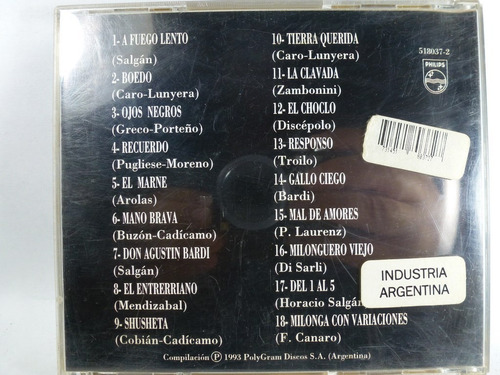 1- A FUEGO LENTO
(Salgán)
2- BOEDO
(Caro-Lunyera)
3- OJOS NEGROS
(Greco-Porteño)
4- RECUERDO
(Pugliese-Moreno)
5- EL MARNE
(Arolas)
6- MANO BRAVA
(Buzón-Cadícamo)
7- DON AGUSTIN BARDI
(Salgán)
8- EL ENTRERRIANO
(Mendizabal)
9- SHUSHETA
(Cobián-Cadícamo)
10- TIERRA QUERIDA
(Caro-Lunyera)
11- LA CLAVADA
(Zambonini)
12- EL CHOCLO
(Discépolo)
13- RESPONSO
(Troilo)
14- GALLO CIEGO
(Bardi)
15- MAL DE AMORES
(P. Laurenz)
16- MILONGUERO VIEJO
(Di Sarli)
17- DEL 1 AL 5
(Horacio Salgán
18- MILONGA CON VARIACIONES
(F. Canaro)
518037-2
PHILIPS
INDUSTRIA
ARGENTINA
Compilación Ⓟ 1993 PolyGram Discos S.A. (Argentina)